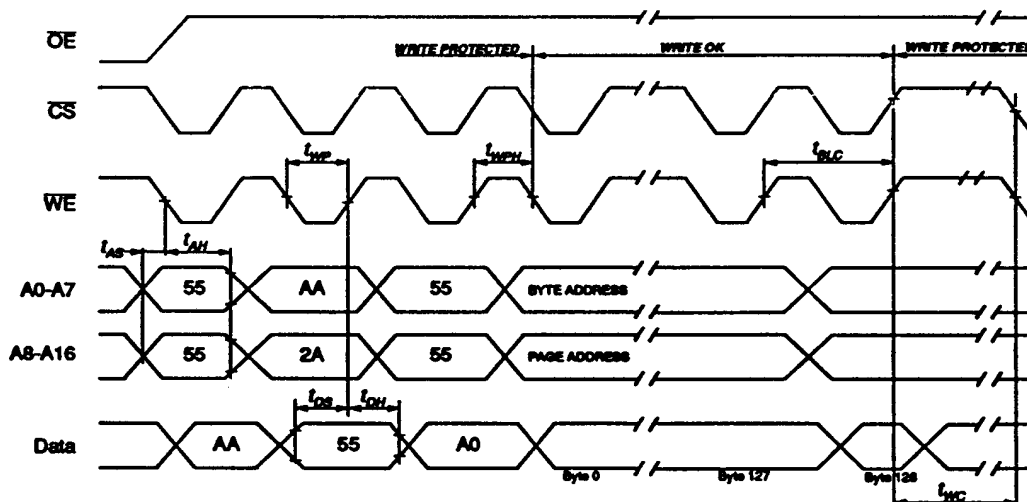 OE
WRITE PROTECTED WRITE OK WRITE PROTECTED
CS
tWP tWPH tBLC
WE
tAS tAH
A0-A7 55 AA 55 BYTE ADDRESS
A8-A16 55 2A 55 PAGE ADDRESS
tDS tDH
Data AA 55 A0
Byte 0 Byte 127 Byte 128
tWC